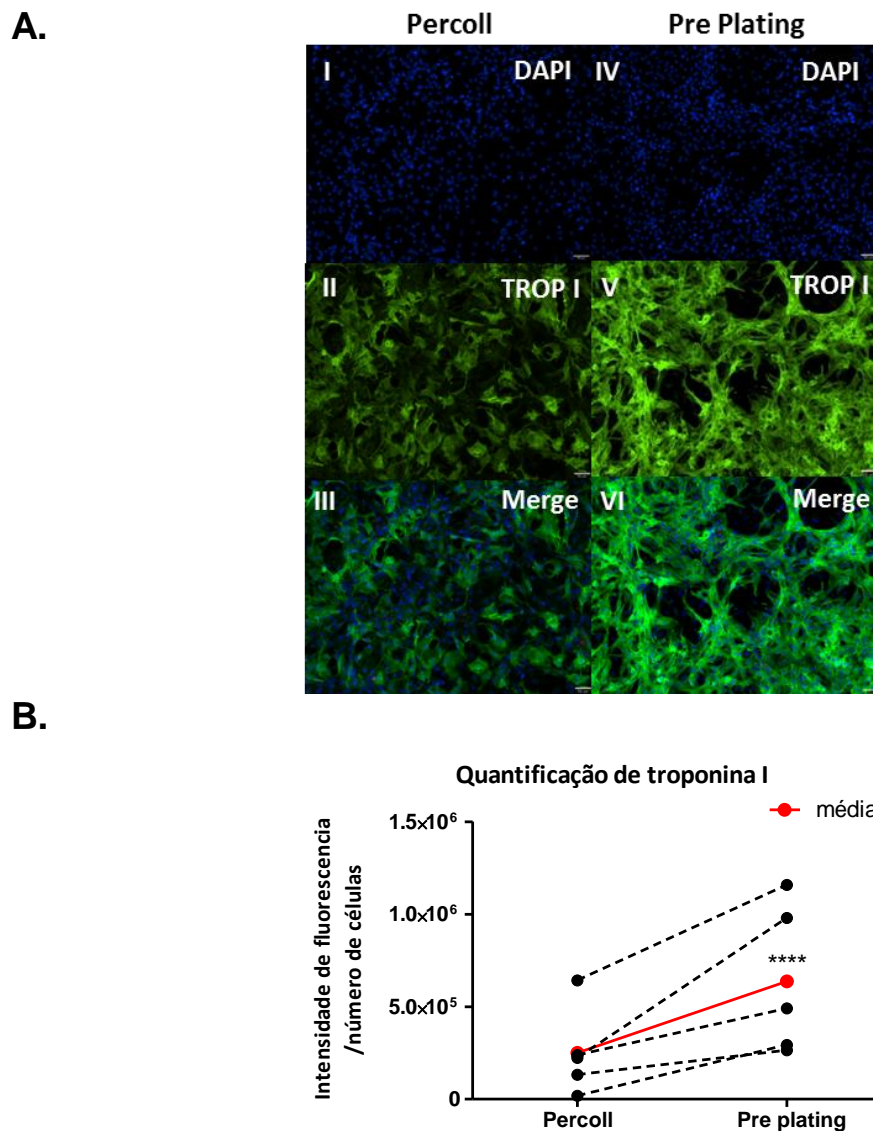 A.
Percoll
Pre Plating
I
DAPI
IV
DAPI
II
TROP I
V
TROP I
III
Merge
VI
Merge
B.
Quantificação de troponina I
média
Intensidade de fluorescencia
/número de células
1.5×10⁶
1.0×10⁶
5.0×10⁵
0
****
Percoll
Pre plating